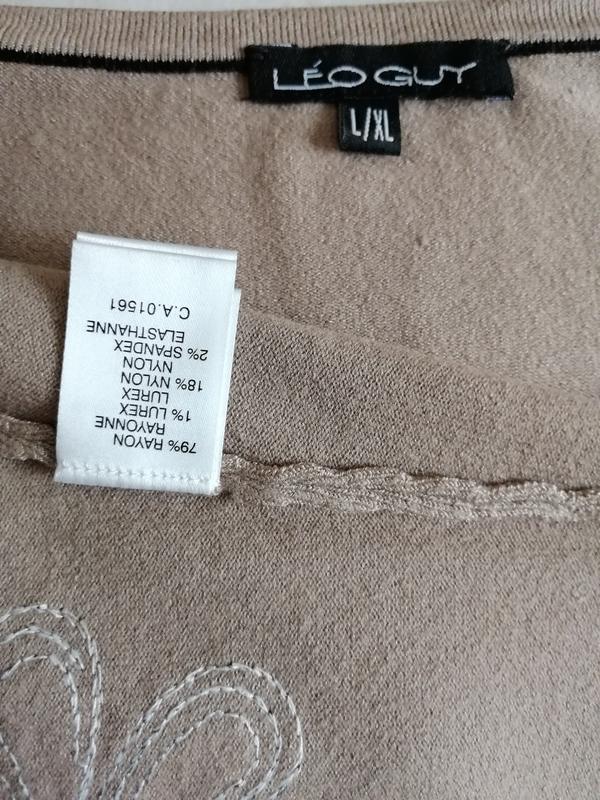 LÉO GUY
L/XL
79% RAYON
RAYONNE
1% LUREX
LUREX
18% NYLON
NYLON
2% SPANDEX
ELASTHANNE
C.A.01561